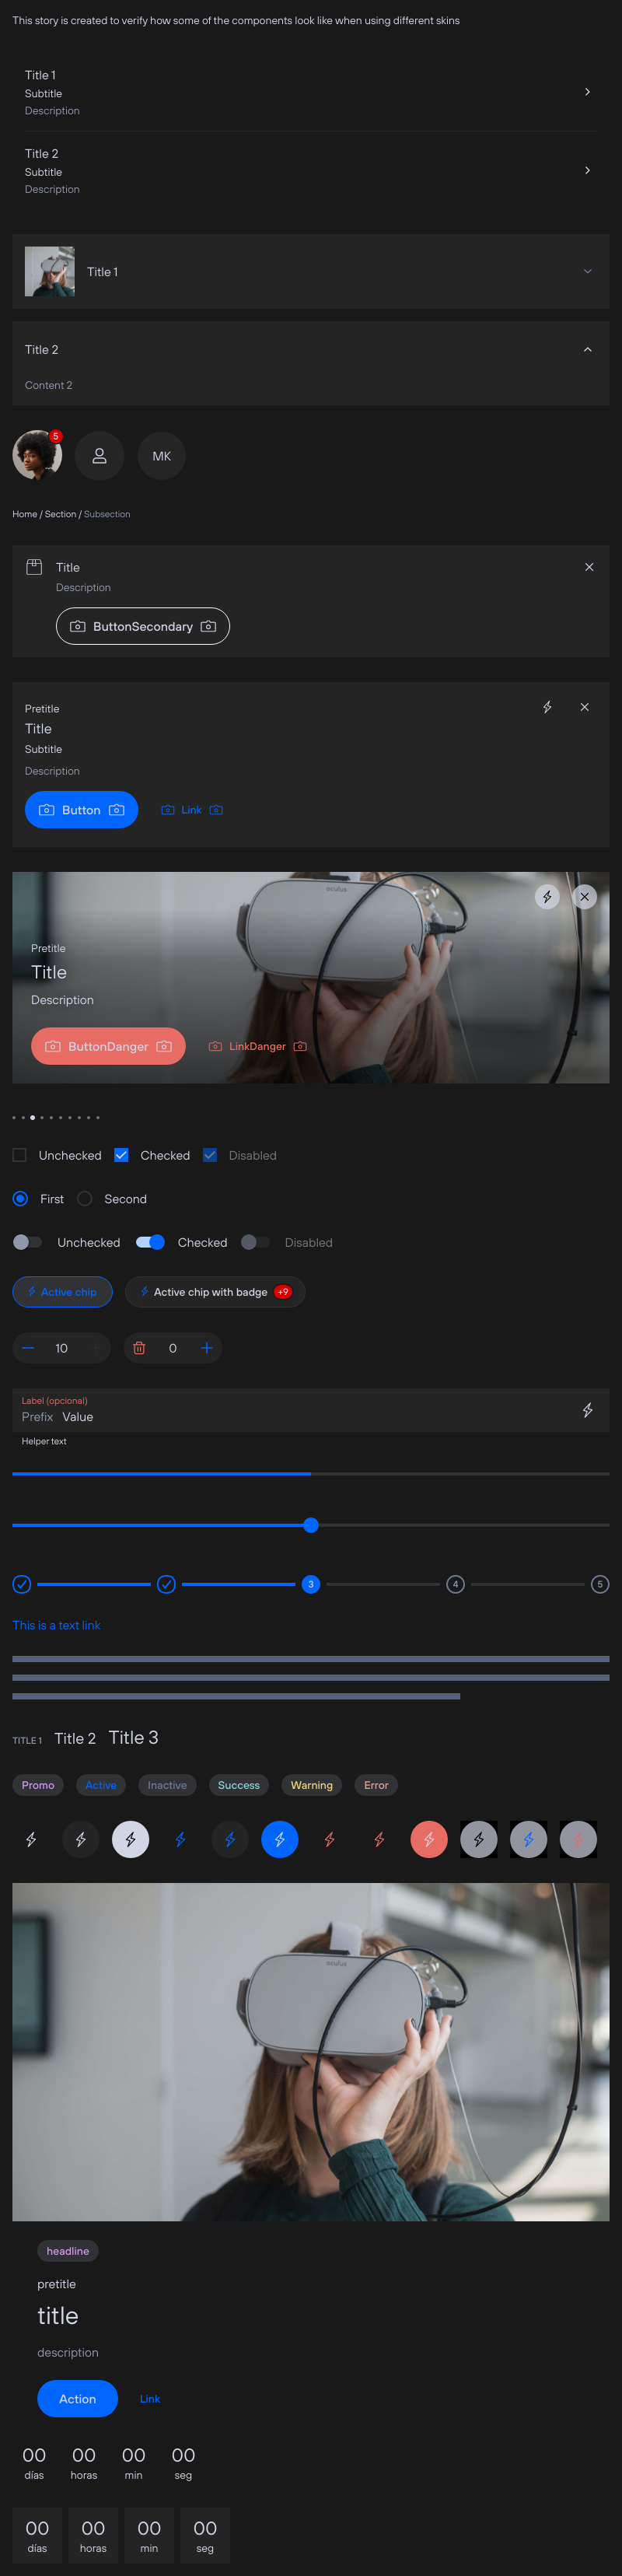 This story is created to verify how some of the components look like when using different skins
Title 1
Subtitle
Description
Title 2
Subtitle
Description
Title 1
Title 2
Content 2
5
MK
Home / Section / Subsection
Title
Description
ButtonSecondary
Pretitle
Title
Subtitle
Description
Button Link
oculus
Pretitle
Title
Description
ButtonDanger LinkDanger
Unchecked Checked Disabled
First Second
Unchecked Checked Disabled
Active chip Active chip with badge +9
10 0
Label (opcional)
Prefix Value
Helper text
3 4 5
This is a text link
TITLE 1 Title 2 Title 3
Promo Active Inactive Success Warning Error
oculus
headline
pretitle
title
description
Action Link
00 00 00 00
días horas min seg
00 00 00 00
días horas min seg